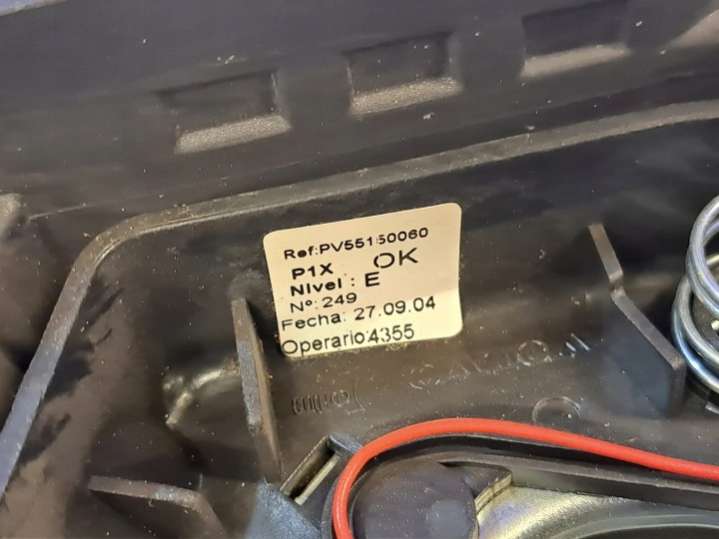 Ref:PV55150060
P1X OK
Nivel : E
Nº:249
Fecha: 27.09.04
Operario:4355